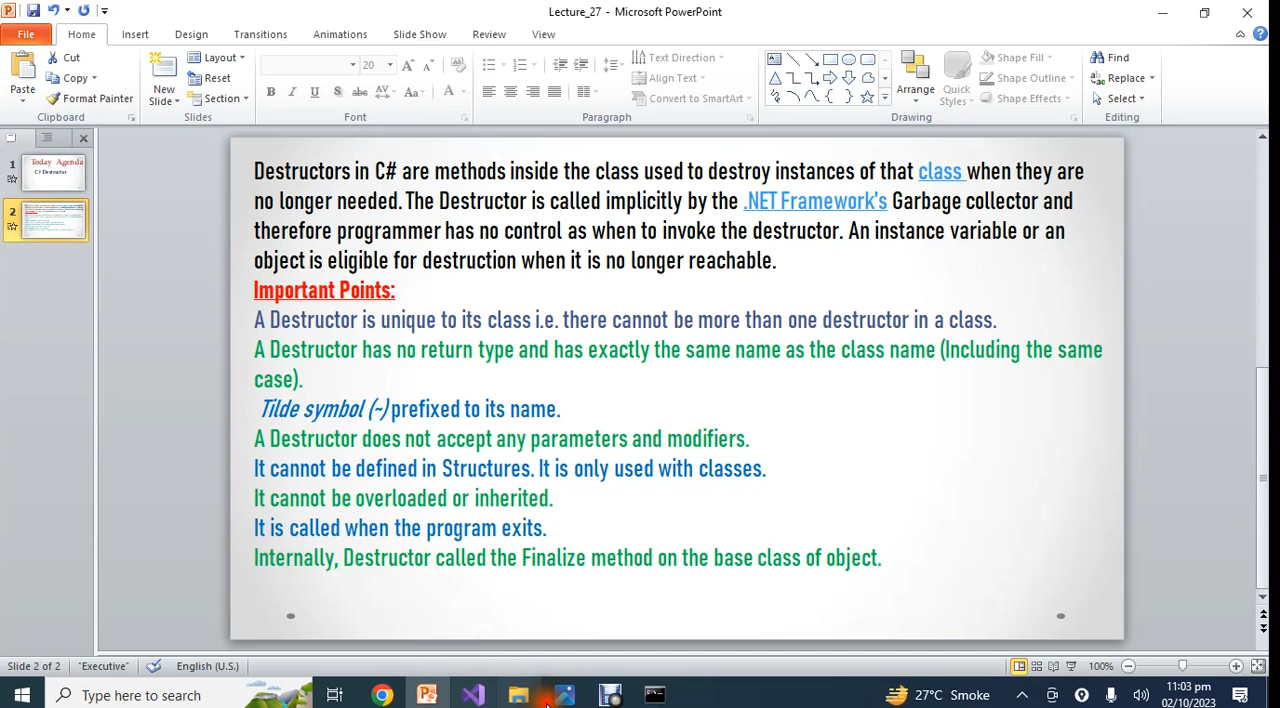 Lecture_27 - Microsoft PowerPoint
File Home Insert Design Transitions Animations Slide Show Review View
Cut Layout 20 Text Direction Shape Fill Find
Paste Copy New Slide Reset Align Text Arrange Quick Styles Shape Outline Replace
Format Painter Section B I U S abc AV Aa A Convert to SmartArt Shape Effects Select
Clipboard Slides Font Paragraph Drawing Editing
1
Today Agenda
C# Destructor
2
Destructors in C# are methods inside the class used to destroy instances of that class when they are
no longer needed. The Destructor is called implicitly by the .NET Framework's Garbage collector and
therefore programmer has no control as when to invoke the destructor. An instance variable or an
object is eligible for destruction when it is no longer reachable.
Important Points:
A Destructor is unique to its class i.e. there cannot be more than one destructor in a class.
A Destructor has no return type and has exactly the same name as the class name (Including the same
case).
Tilde symbol (~) prefixed to its name.
A Destructor does not accept any parameters and modifiers.
It cannot be defined in Structures. It is only used with classes.
It cannot be overloaded or inherited.
It is called when the program exits.
Internally, Destructor called the Finalize method on the base class of object.
Slide 2 of 2 "Executive" English (U.S.) 100%
Type here to search 27°C Smoke 11:03 pm
02/10/2023